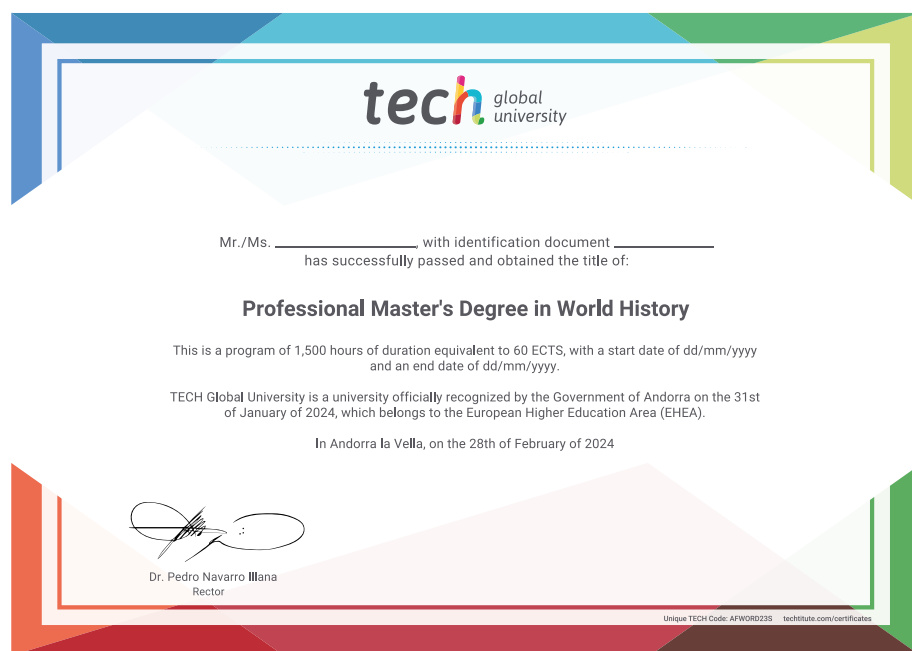 tech global university
Mr./Ms. ________________, with identification document ____________
has successfully passed and obtained the title of:
Professional Master's Degree in World History
This is a program of 1,500 hours of duration equivalent to 60 ECTS, with a start date of dd/mm/yyyy
and an end date of dd/mm/yyyy.
TECH Global University is a university officially recognized by the Government of Andorra on the 31st
of January of 2024, which belongs to the European Higher Education Area (EHEA).
In Andorra la Vella, on the 28th of February of 2024
Dr. Pedro Navarro Illana
Rector
Unique TECH Code: AFWORD23S techtitute.com/certificates